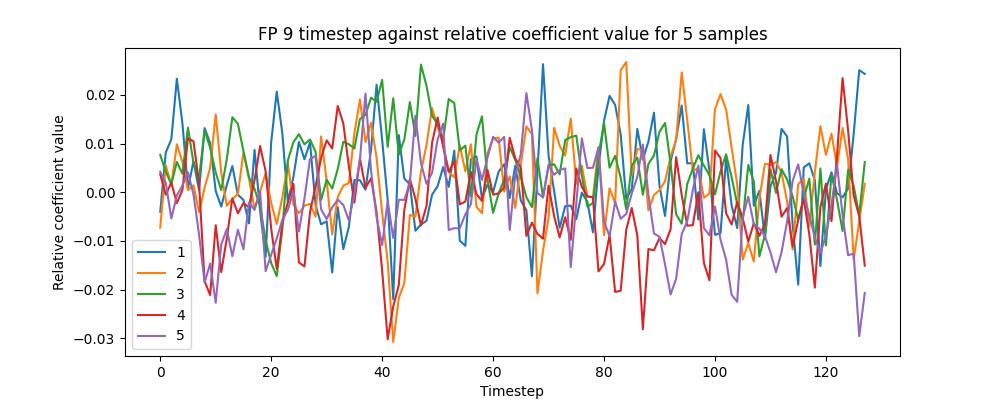 FP 9 timestep against relative coefficient value for 5 samples
Relative coefficient value
0.02
0.01
0.00
−0.01
−0.02
−0.03
1
2
3
4
5
0 20 40 60 80 100 120
Timestep